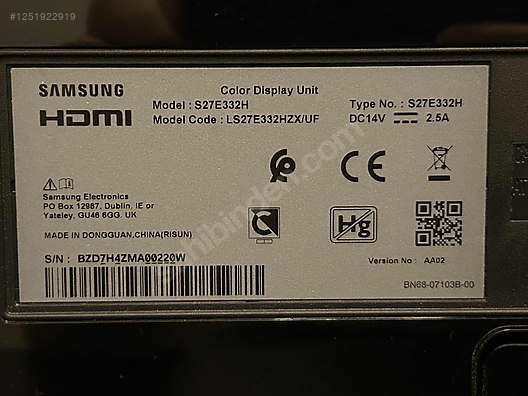 #1251922919
SAMSUNG
HDMI
Color Display Unit
Model : S27E332H
Type No. : S27E332H
Model Code : LS27E332HZX/UF
DC14V 2.5A
Samsung Electronics
PO Box 12987, Dublin. IE or
Yateley, GU46 6GG. UK
MADE IN DONGGUAN,CHINA(RISUN)
Hg
S/N : BZD7H4ZMA00220W
Version No : AA02
BN68-07103B-00
sahibinden.com